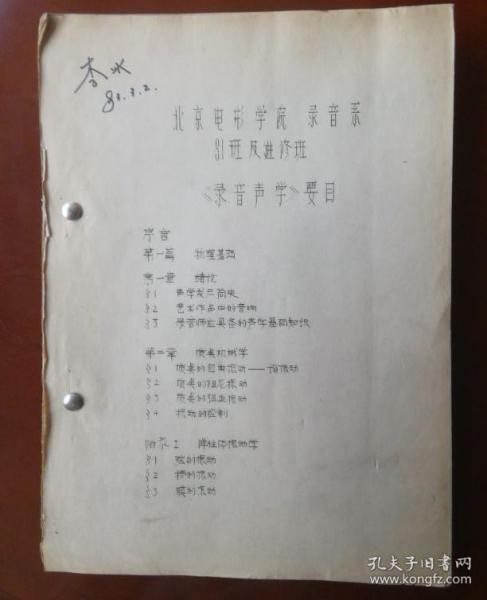 李冰
83.3.2.
北京电影学院 录音系
81班及进修班
《录音声学》要目
序言
第一篇 物理基础
第一章 绪论
§1 声学发展简史
§2 艺术作品中的音响
§3 录音师应具备的声学基础知识
第二章 质点机械学
§1 质点的自由振动——谐振动
§2 质点的阻尼振动
§3 质点的强迫振动
§4 振动的控制
附录I 弹性体振动学
§1 弦的振动
§2 棒的振动
§3 膜的振动
孔夫子旧书网
www.kongfz.com